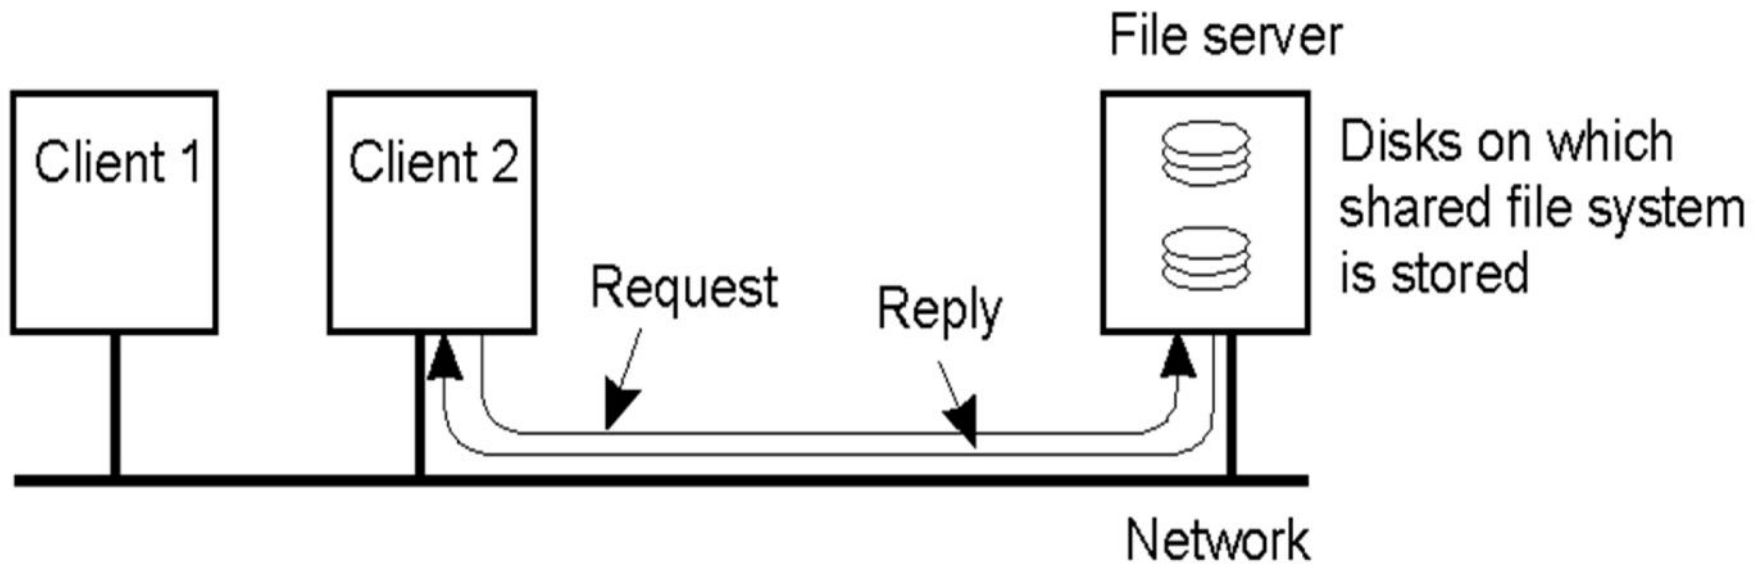 File server
Client 1
Client 2
Disks on which
shared file system
is stored
Request
Reply
Network